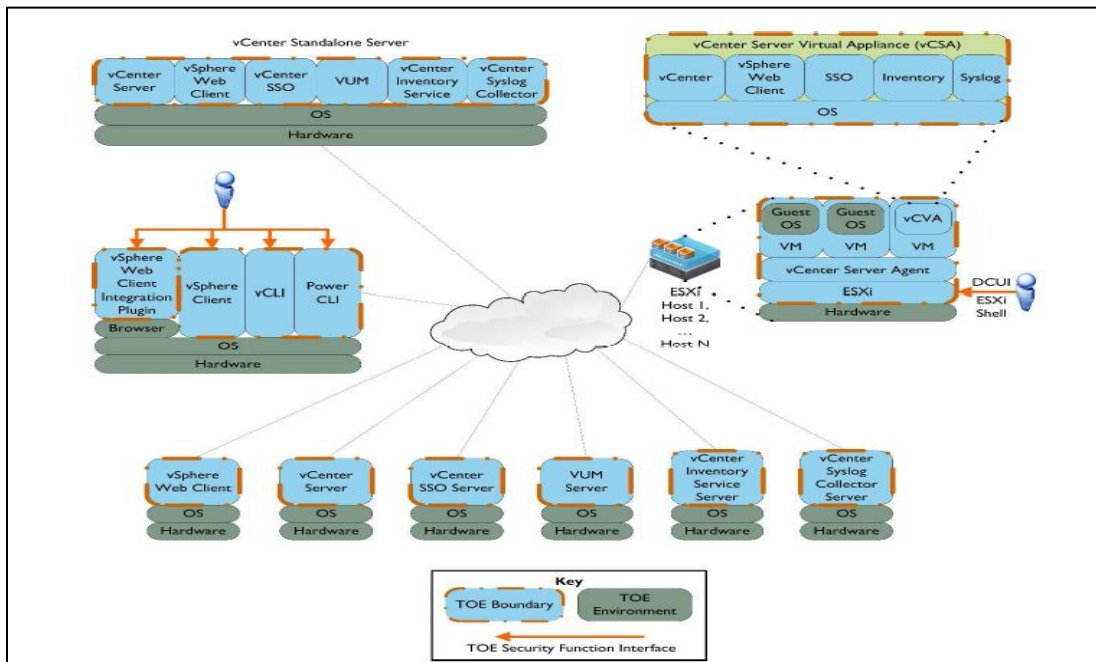 vCenter Standalone Server
vCenter
Server
vSphere
Web
Client
vCenter
SSO
VUM
vCenter
Inventory
Service
vCenter
Syslog
Collector
OS
Hardware
vCenter Server Virtual Appliance (vCSA)
vCenter
vSphere
Web
Client
SSO
Inventory
Syslog
OS
vSphere
Web
Client
Integration
Plugin
vSphere
Client
vCLI
Power
CLI
Browser
OS
Hardware
ESXi
Host 1,
Host 2,
...
Host N
Guest
OS
VM
Guest
OS
VM
vCVA
VM
vCenter Server Agent
ESXi
Hardware
DCUI
ESXi
Shell
vSphere
Web Client
OS
Hardware
vCenter
Server
OS
Hardware
vCenter
SSO Server
OS
Hardware
VUM
Server
OS
Hardware
vCenter
Inventory
Service
Server
OS
Hardware
vCenter
Syslog
Collector
Server
OS
Hardware
Key
TOE Boundary
TOE
Environment
TOE Security Function Interface